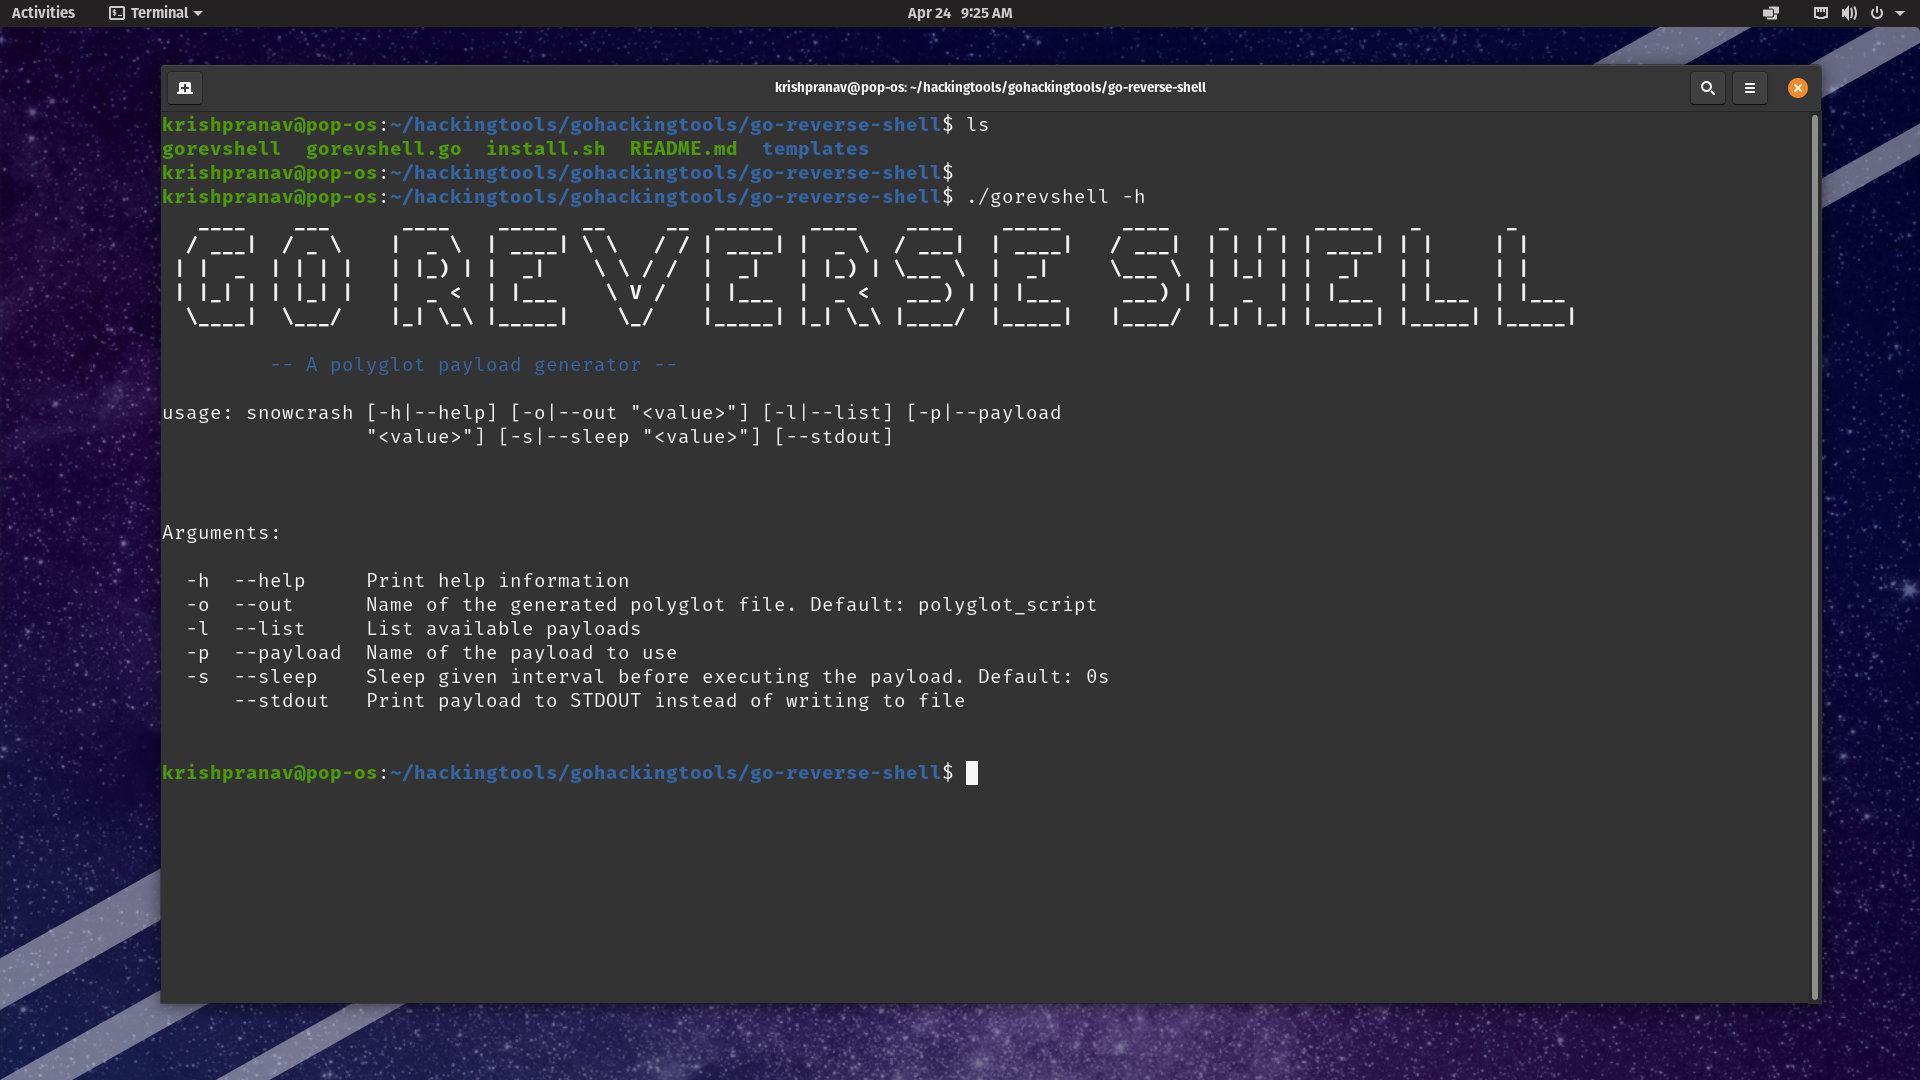 Activities Terminal Apr 24 9:25 AM
krishpranav@pop-os: ~/hackingtools/gohackingtools/go-reverse-shell
krishpranav@pop-os:~/hackingtools/gohackingtools/go-reverse-shell$ ls
gorevshell gorevshell.go install.sh README.md templates
krishpranav@pop-os:~/hackingtools/gohackingtools/go-reverse-shell$
krishpranav@pop-os:~/hackingtools/gohackingtools/go-reverse-shell$ ./gorevshell -h
GO REVERSE SHELL
-- A polyglot payload generator --
usage: snowcrash [-h|--help] [-o|--out "<value>"] [-l|--list] [-p|--payload
"<value>"] [-s|--sleep "<value>"] [--stdout]
Arguments:
-h --help Print help information
-o --out Name of the generated polyglot file. Default: polyglot_script
-l --list List available payloads
-p --payload Name of the payload to use
-s --sleep Sleep given interval before executing the payload. Default: 0s
--stdout Print payload to STDOUT instead of writing to file
krishpranav@pop-os:~/hackingtools/gohackingtools/go-reverse-shell$